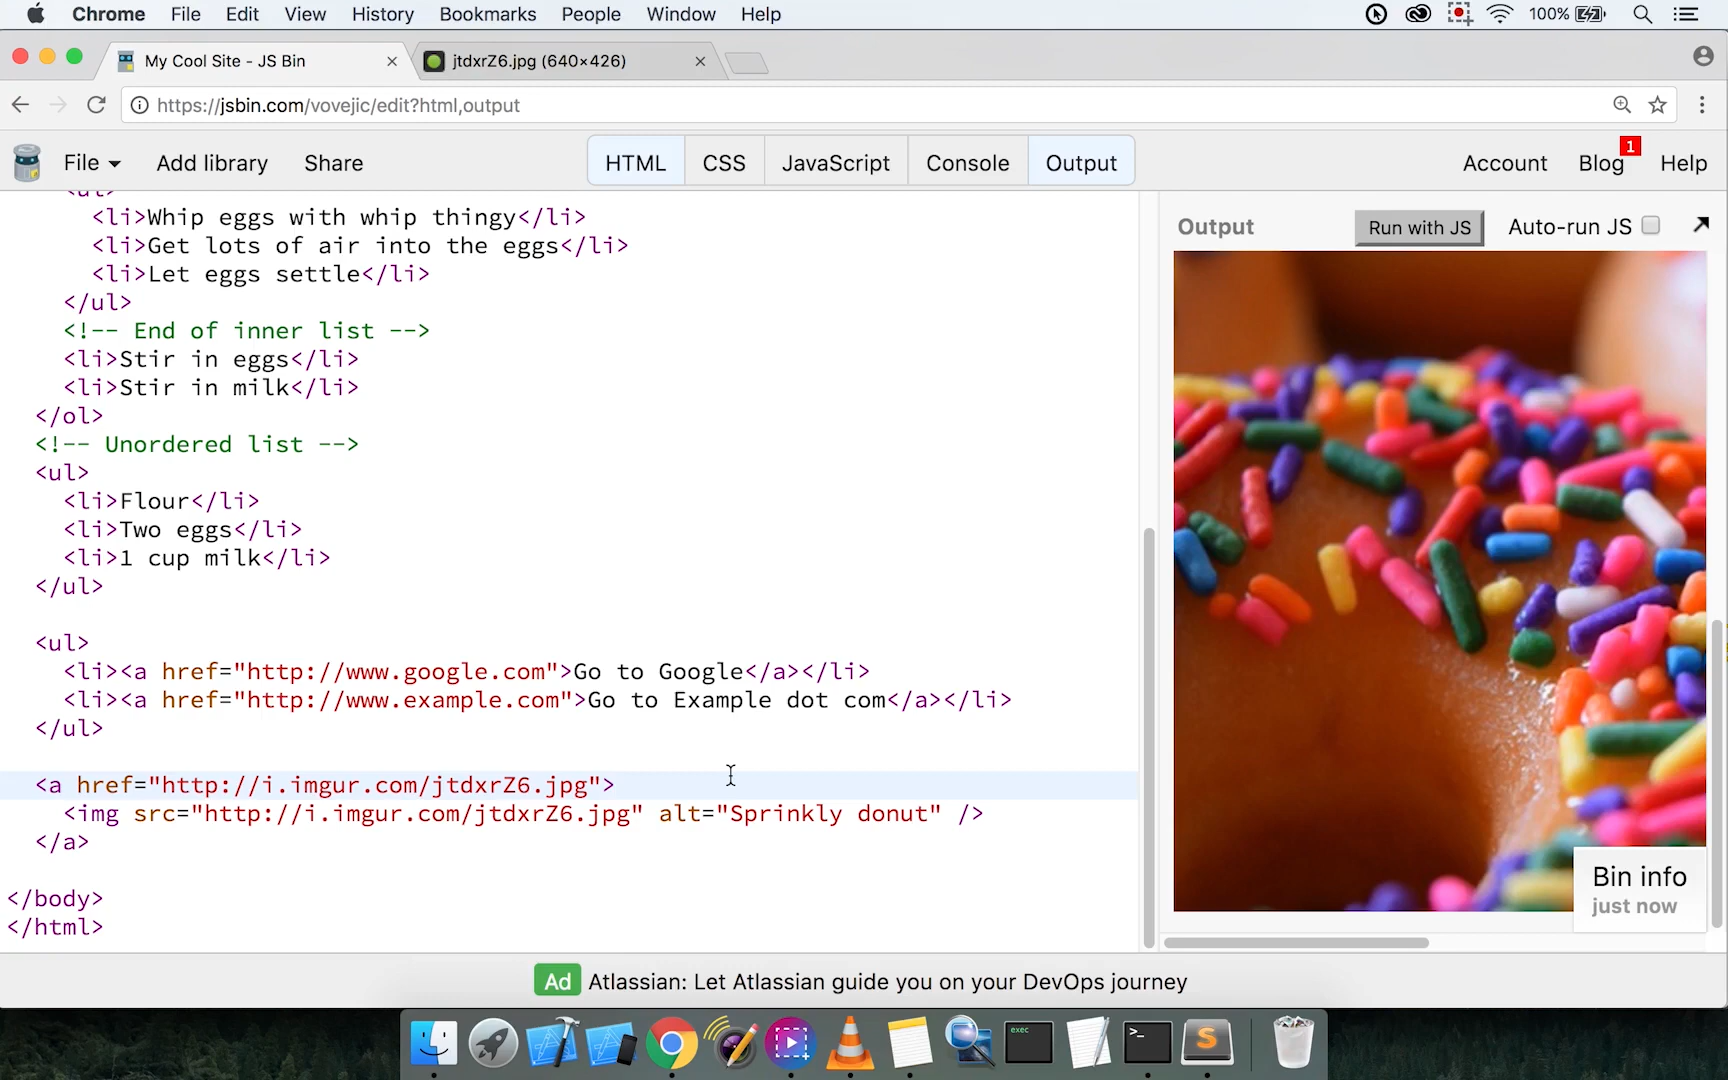 Chrome File Edit View History Bookmarks People Window Help 100%
My Cool Site - JS Bin
jtdxrZ6.jpg (640×426)
https://jsbin.com/vovejic/edit?html,output
File Add library Share HTML CSS JavaScript Console Output Account Blog 1 Help
<ul>
<li>Whip eggs with whip thingy</li>
<li>Get lots of air into the eggs</li>
<li>Let eggs settle</li>
</ul>
<!-- End of inner list -->
<li>Stir in eggs</li>
<li>Stir in milk</li>
</ol>
<!-- Unordered list -->
<ul>
<li>Flour</li>
<li>Two eggs</li>
<li>1 cup milk</li>
</ul>
<ul>
<li><a href="http://www.google.com">Go to Google</a></li>
<li><a href="http://www.example.com">Go to Example dot com</a></li>
</ul>
<a href="http://i.imgur.com/jtdxrZ6.jpg">
<img src="http://i.imgur.com/jtdxrZ6.jpg" alt="Sprinkly donut" />
</a>
</body>
</html>
Output Run with JS Auto-run JS
Bin info
just now
Ad Atlassian: Let Atlassian guide you on your DevOps journey
exec
>_
S